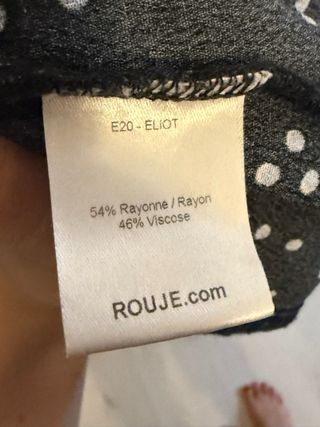 E20 - ELIOT
54% Rayonne / Rayon
46% Viscose
ROUJE.com